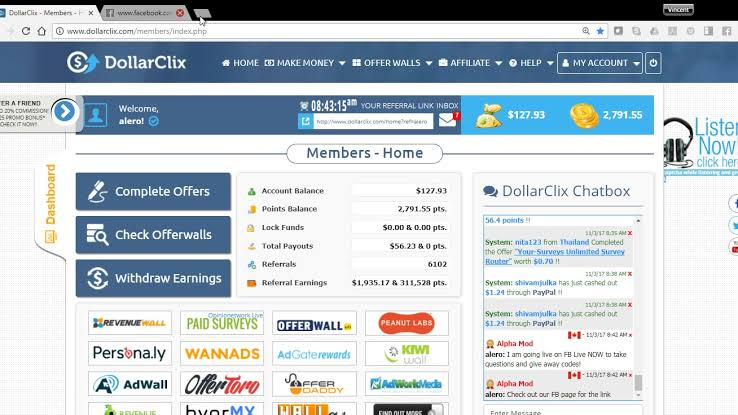 DollarClix - Members - H
www.facebook.co
Vincent
www.dollarclix.com/members/index.php
DollarClix
HOME
MAKE MONEY
OFFER WALLS
AFFILIATE
HELP
MY ACCOUNT
ER A FRIEND
20% COMMISSION!
PROMO BONUS*
CHECK IT NOW!!
Welcome,
alero!
08:43:15am YOUR REFERRAL LINK INBOX
http://www.dollarclix.com/home?ref=alero
7
$127.93
2,791.55
Listen
Now
click here
captcha while listening and
Members - Home
Dashboard
Complete Offers
Check Offerwalls
Withdraw Earnings
Account Balance $127.93
Points Balance 2,791.55 pts.
Lock Funds $0.00 & 0.00 pts.
Total Payouts $56.23 & 0 pts.
Referrals 6102
Referral Earnings $1,935.17 & 311,528 pts.
DollarClix Chatbox
56.4 points !!
11/3/17 8:39 AM x
System: nita123 from Thailand Completed
the Offer "Your-Surveys Unlimited Survey
Router" worth $0.70 !!
11/3/17 8:38 AM x
System: shivamjulka has just cashed out
$1.24 through PayPal !!
11/3/17 8:38 AM x
System: shivamjulka has just cashed out
$1.24 through PayPal !!
- 11/3/17 8:42 AM x
Alpha Mod
alero: I am going live on FB Live NOW to take
questions and give away codes!
- 11/3/17 8:42 AM x
Alpha Mod
alero: Check out our FB page for the link
Enter Message
REVENUEWALL
Opinionetwork Live
PAID SURVEYS
OFFERWALL
PEANUT LABS
Persona.ly
WANNADS
AdGaterewards
KIWI
wall
AdWall
OfferToro
OFFER
DADDY
AdWorkMedia